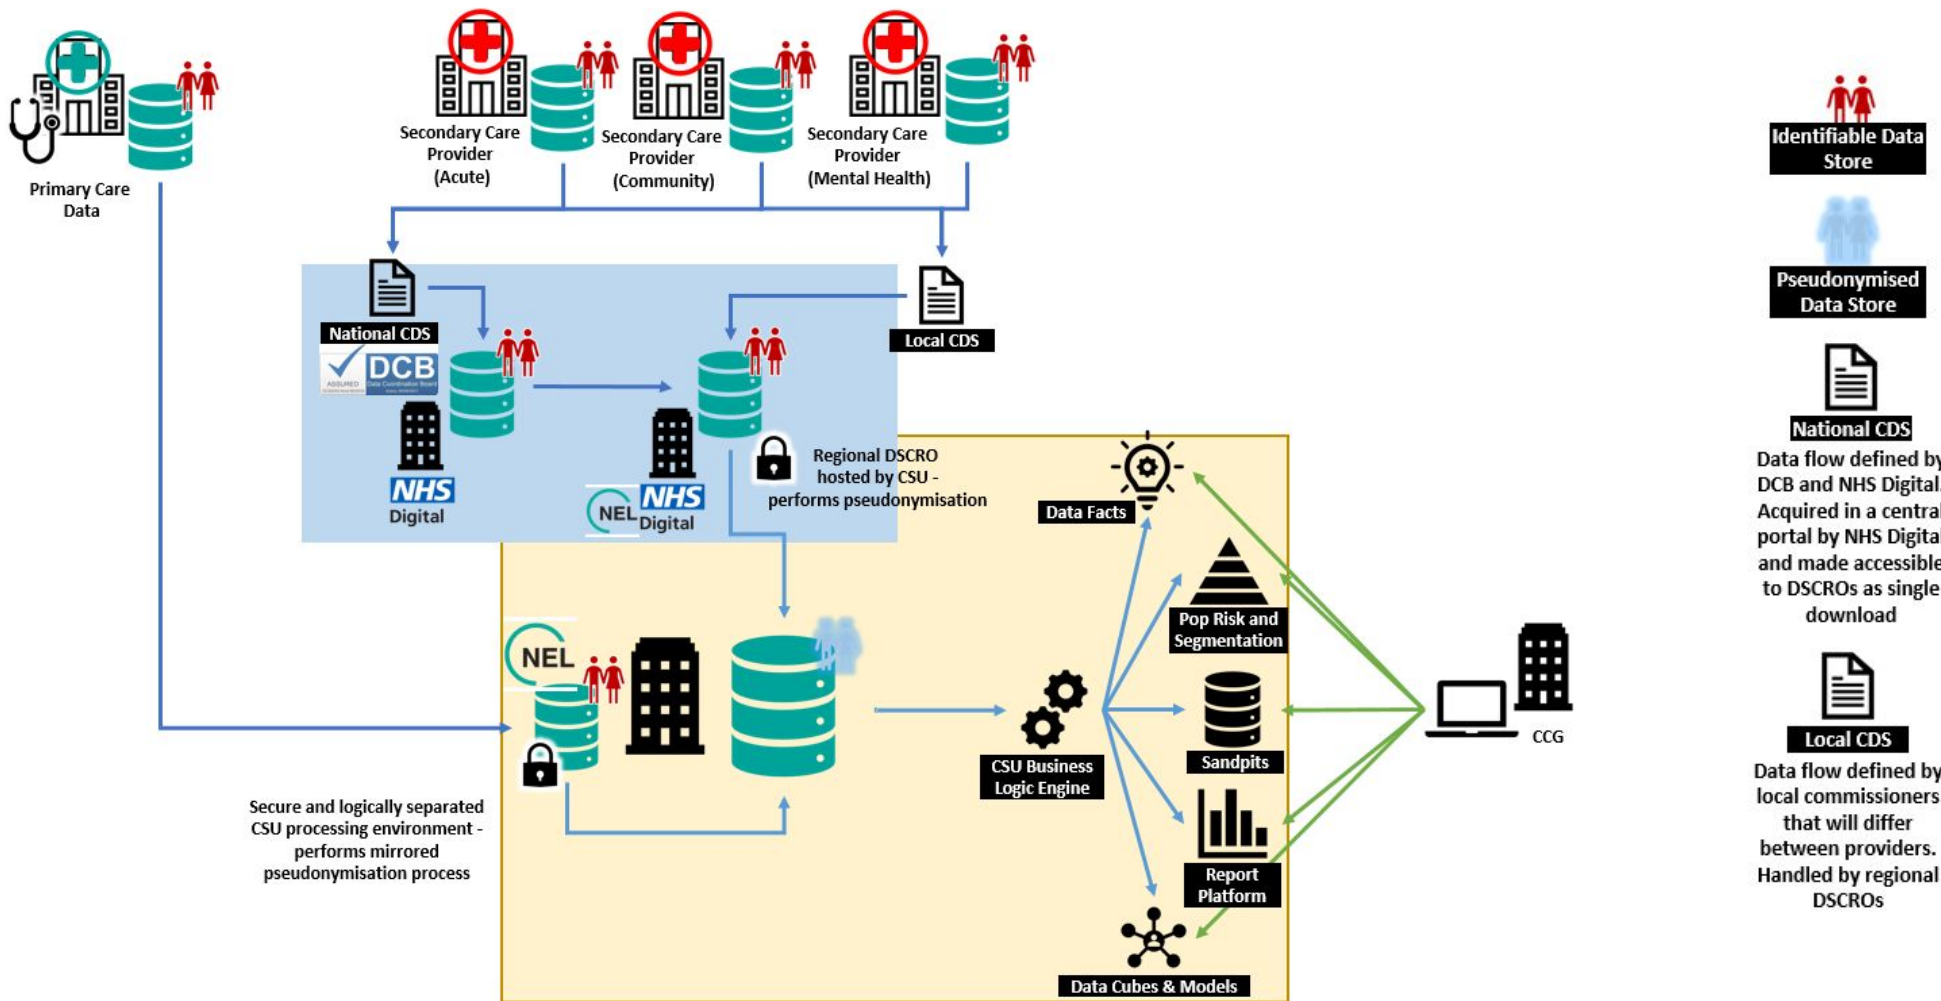 Primary Care
Data
Secondary Care
Provider
(Acute)
Secondary Care
Provider
(Community)
Secondary Care
Provider
(Mental Health)
National CDS
ASSURED
DCB
Data Coordination Board
NHS
Digital
Local CDS
NEL
NHS
Digital
Regional DSCRO
hosted by CSU -
performs pseudonymisation
NEL
Secure and logically separated
CSU processing environment -
performs mirrored
pseudonymisation process
CSU Business
Logic Engine
Data Facts
Pop Risk and
Segmentation
Sandpits
Report
Platform
Data Cubes & Models
CCG
Identifiable Data
Store
Pseudonymised
Data Store
National CDS
Data flow defined by
DCB and NHS Digital.
Acquired in a central
portal by NHS Digital
and made accessible
to DSCROs as single
download
Local CDS
Data flow defined by
local commissioners
that will differ
between providers.
Handled by regional
DSCROs